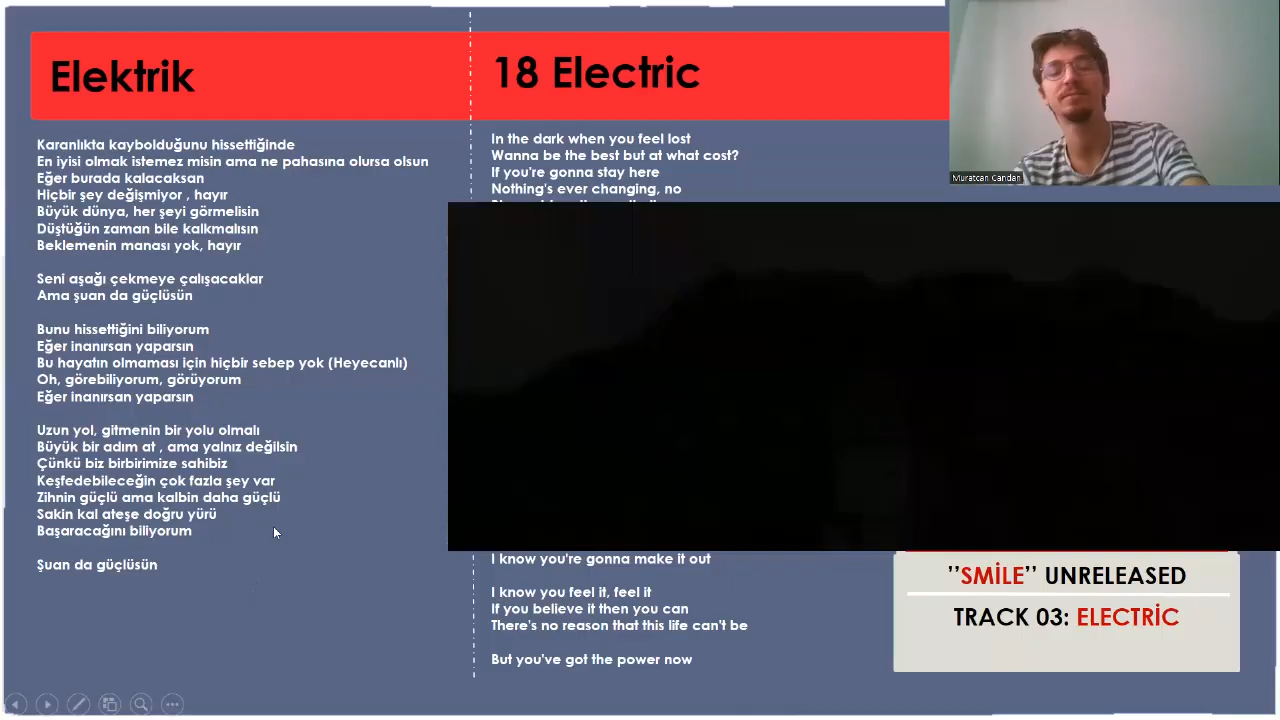 Elektrik
Karanlıkta kaybolduğunu hissettiğinde
En iyisi olmak istemez misin ama ne pahasına olursa olsun
Eğer burada kalacaksan
Hiçbir şey değişmiyor , hayır
Büyük dünya, her şeyi görmelisin
Düştüğün zaman bile kalkmalısın
Beklemenin manası yok, hayır
Seni aşağı çekmeye çalışacaklar
Ama şuan da güçlüsün
Bunu hissettiğini biliyorum
Eğer inanırsan yaparsın
Bu hayatın olmaması için hiçbir sebep yok (Heyecanlı)
Oh, görebiliyorum, görüyorum
Eğer inanırsan yaparsın
Uzun yol, gitmenin bir yolu olmalı
Büyük bir adım at , ama yalnız değilsin
Çünkü biz birbirimize sahibiz
Keşfedebileceğin çok fazla şey var
Zihnin güçlü ama kalbin daha güçlü
Sakin kal ateşe doğru yürü
Başaracağını biliyorum
Şuan da güçlüsün
18 Electric
In the dark when you feel lost
Wanna be the best but at what cost?
If you're gonna stay here
Nothing's ever changing, no
I know you're gonna make it out
I know you feel it, feel it
If you believe it then you can
There's no reason that this life can't be
But you've got the power now
Muratcan Candan
’’SMİLE’’ UNRELEASED
TRACK 03: ELECTRİC